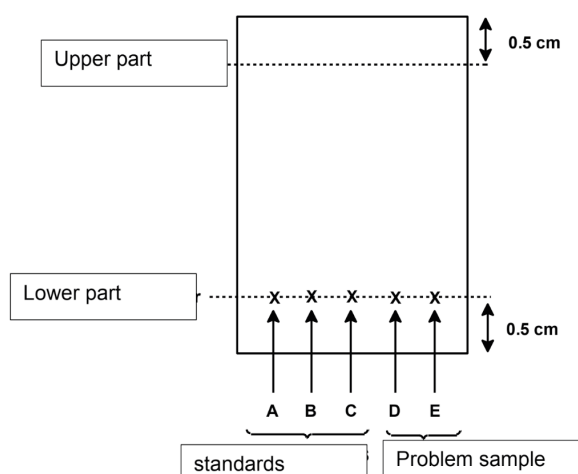 0.5 cm
Upper part
Lower part
X X X X X
0.5 cm
A B C D E
standards
Problem sample